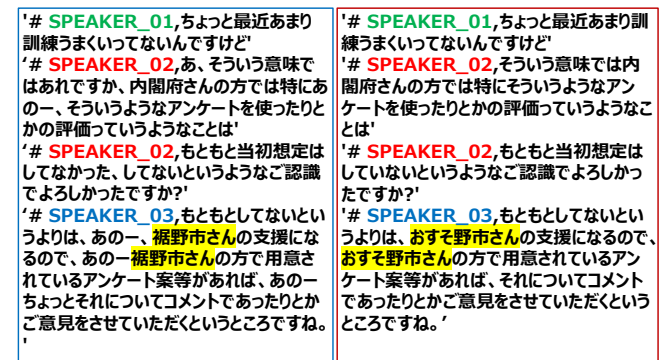 '# SPEAKER_01,ちょっと最近あまり
訓練うまくいってないんですけど'
‘# SPEAKER_02,あ、そういう意味で
はあれですか、内閣府さんの方では特にあ
のー、そういうようなアンケートを使ったりと
かの評価っていうようなことは'
‘# SPEAKER_02,もともと当初想定は
してなかった、してないというようなご認識
でよろしかったですか?'
‘# SPEAKER_03,もともとしてないとい
うよりは、あのー、裾野市さんの支援にな
るので、あのー裾野市さんの方で用意さ
れているアンケート案等があれば、あのー
ちょっとそれについてコメントであったりとか
ご意見をさせていただくというところですね。
'
'# SPEAKER_01,ちょっと最近あまり訓
練うまくいってないんですけど'
'# SPEAKER_02,そういう意味では内
閣府さんの方では特にそういうようなアン
ケートを使ったりとかの評価っていうようなこ
とは'
'# SPEAKER_02,もともと当初想定は
していないというようなご認識でよろしかっ
たですか?'
'# SPEAKER_03,もともとしてないとい
うよりは、おすそ野市さんの支援になるので、
おすそ野市さんの方で用意されているアン
ケート案等があれば、それについてコメント
であったりとかご意見をさせていただくという
ところですね。’